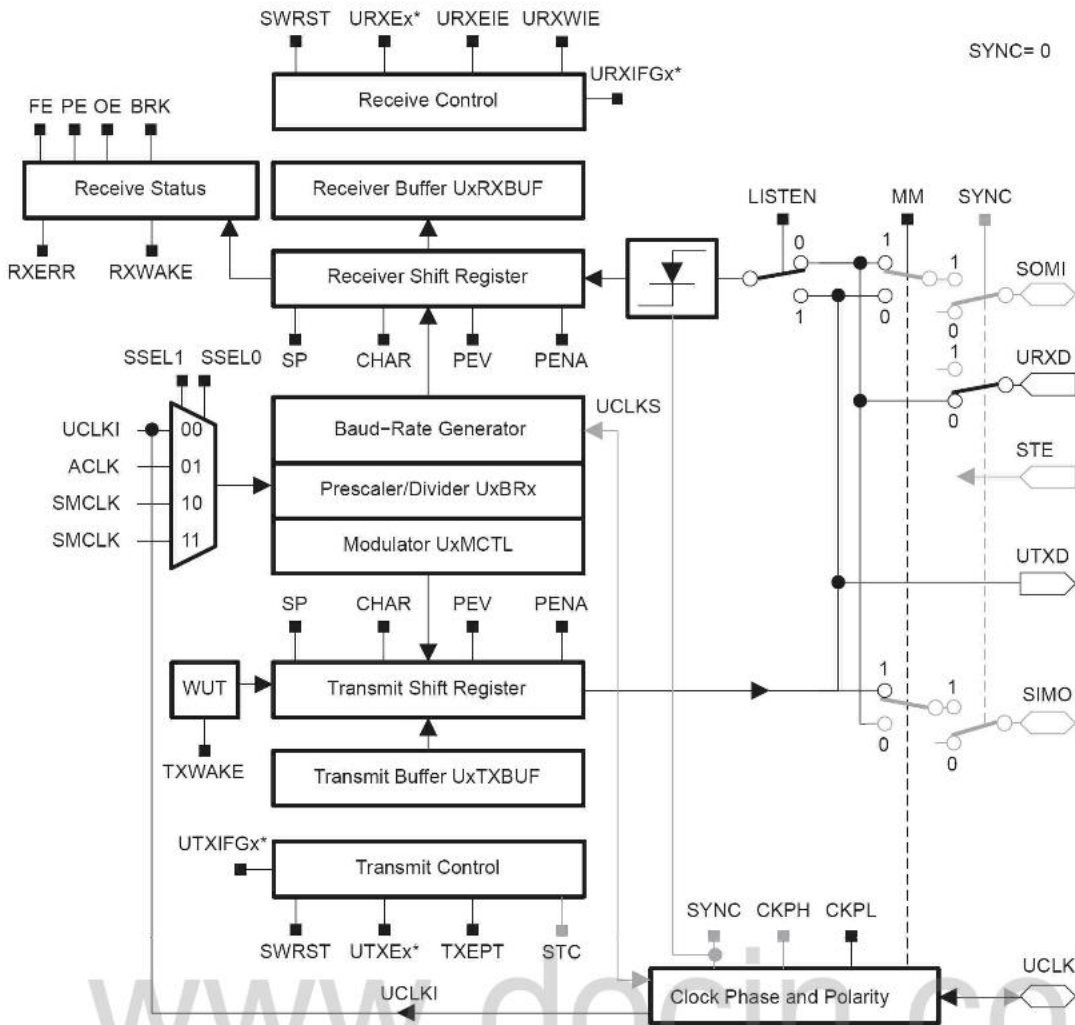 SWRST URXEx* URXEIE URXWIE
SYNC= 0
URXIFGx*
Receive Control
FE PE OE BRK
Receive Status
Receiver Buffer UxRXBUF
LISTEN MM SYNC
RXERR RXWAKE
Receiver Shift Register
0 1 1
SOMI
1 0 0
SP CHAR PEV PENA
1
URXD
0
SSEL1 SSEL0
UCLKS
UCLKI 00
Baud-Rate Generator
ACLK 01
STE
SMCLK 10
Prescaler/Divider UxBRx
SMCLK 11
Modulator UxMCTL
UTXD
SP CHAR PEV PENA
WUT
Transmit Shift Register
1 1
SIMO
0 0
TXWAKE
Transmit Buffer UxTXBUF
UTXIFGx*
Transmit Control
SWRST UTXEx* TXEPT STC
SYNC CKPH CKPL
UCLKI
Clock Phase and Polarity
UCLK
www.docin.co